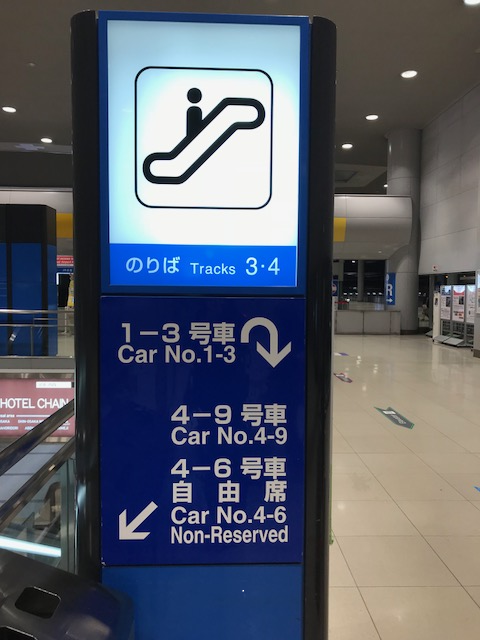 のりば Tracks 3・4
1－3 号車
Car No.1-3
4－9 号車
Car No.4-9
4－6 号車
自由席
Car No.4-6
Non-Reserved
HOTEL CHAIN